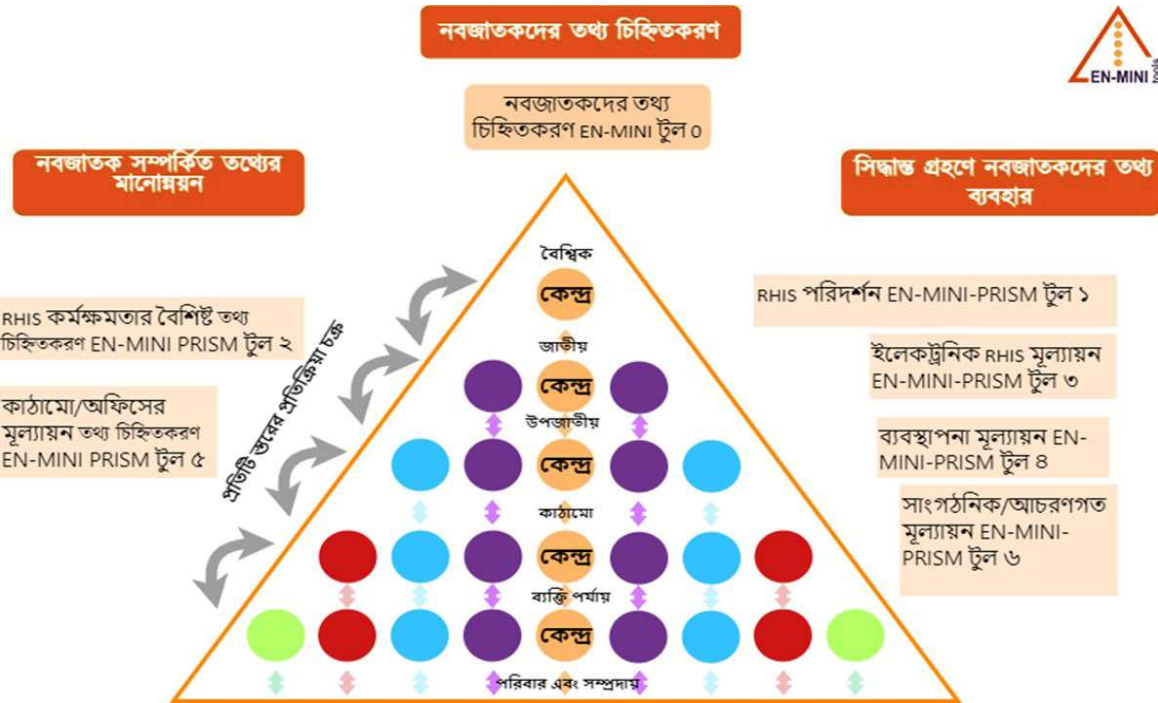 নবজাতকদের তথ্য চিহ্নিতকরণ
EN-MINI tools
নবজাতকদের তথ্য
চিহ্নিতকরণ EN-MINI টুল 0
নবজাতক সম্পর্কিত তথ্যের
মানোন্নয়ন
সিদ্ধান্ত গ্রহণে নবজাতকদের তথ্য
ব্যবহার
RHIS কর্মক্ষমতার বৈশিষ্ট তথ্য
চিহ্নিতকরণ EN-MINI PRISM টুল ২
কাঠামো/অফিসের
মূল্যায়ন তথ্য চিহ্নিতকরণ
EN-MINI PRISM টুল ৫
প্রতিটি স্তরের প্রতিক্রিয়া চক্র
বৈশ্বিক
কেন্দ্র
জাতীয়
কেন্দ্র
উপজাতীয়
কেন্দ্র
কাঠামো
কেন্দ্র
ব্যক্তি পর্যায়
কেন্দ্র
পরিবার এবং সম্প্রদায়
RHIS পরিদর্শন EN-MINI-PRISM টুল ১
ইলেকট্রনিক RHIS মূল্যায়ন
EN-MINI-PRISM টুল ৩
ব্যবস্থাপনা মূল্যায়ন EN-
MINI-PRISM টুল ৪
সাংগঠনিক/আচরণগত
মূল্যায়ন EN-MINI-
PRISM টুল ৬